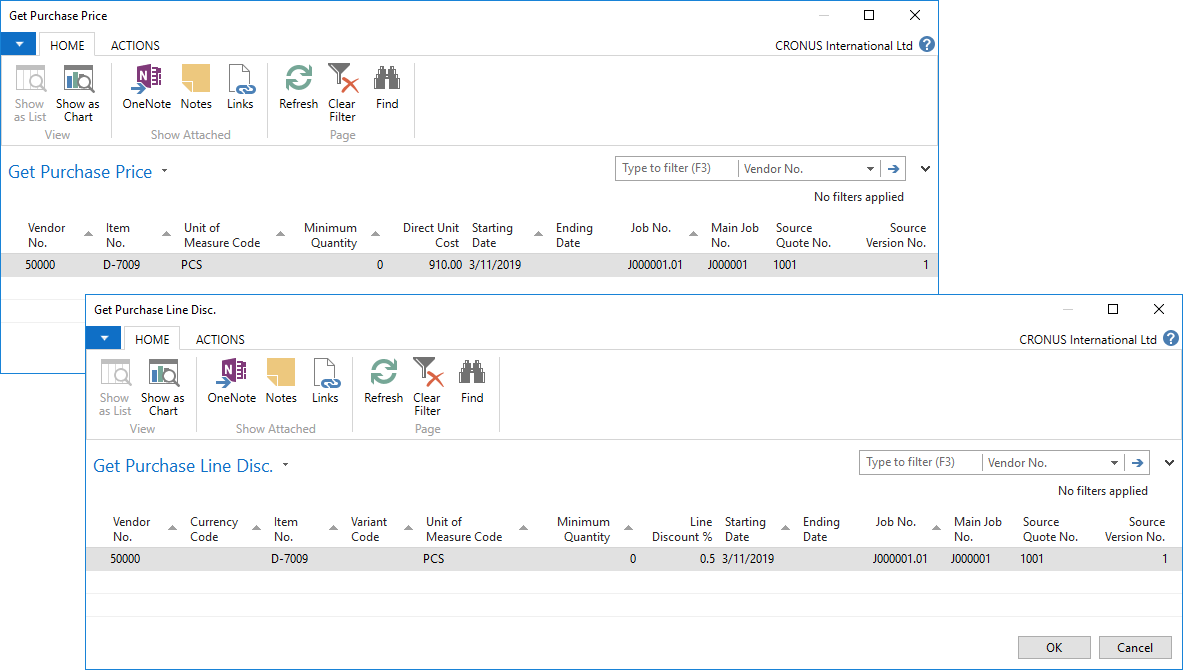 Get Purchase Price
HOME ACTIONS CRONUS International Ltd ?
Show as List Show as Chart OneNote Notes Links Refresh Clear Filter Find
View Show Attached Page
Get Purchase Price Type to filter (F3) Vendor No.
No filters applied
Vendor No. Item No. Unit of Measure Code Minimum Quantity Direct Unit Cost Starting Date Ending Date Job No. Main Job No. Source Quote No. Source Version No.
50000 D-7009 PCS 0 910.00 3/11/2019 J000001.01 J000001 1001 1
Get Purchase Line Disc.
HOME ACTIONS CRONUS International Ltd ?
Show as List Show as Chart OneNote Notes Links Refresh Clear Filter Find
View Show Attached Page
Get Purchase Line Disc. Type to filter (F3) Vendor No.
No filters applied
Vendor No. Currency Code Item No. Variant Code Unit of Measure Code Minimum Quantity Line Discount % Starting Date Ending Date Job No. Main Job No. Source Quote No. Source Version No.
50000 D-7009 PCS 0 0.5 3/11/2019 J000001.01 J000001 1001 1
OK Cancel